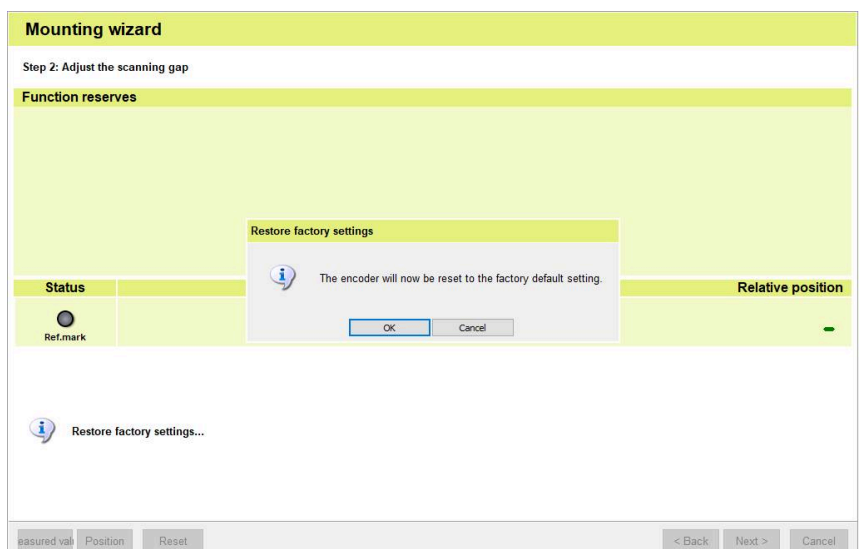 Mounting wizard
Step 2: Adjust the scanning gap
Function reserves
Restore factory settings
The encoder will now be reset to the factory default setting.
Status
Relative position
OK
Cancel
Ref.mark
Restore factory settings...
easured val Position Reset < Back Next > Cancel